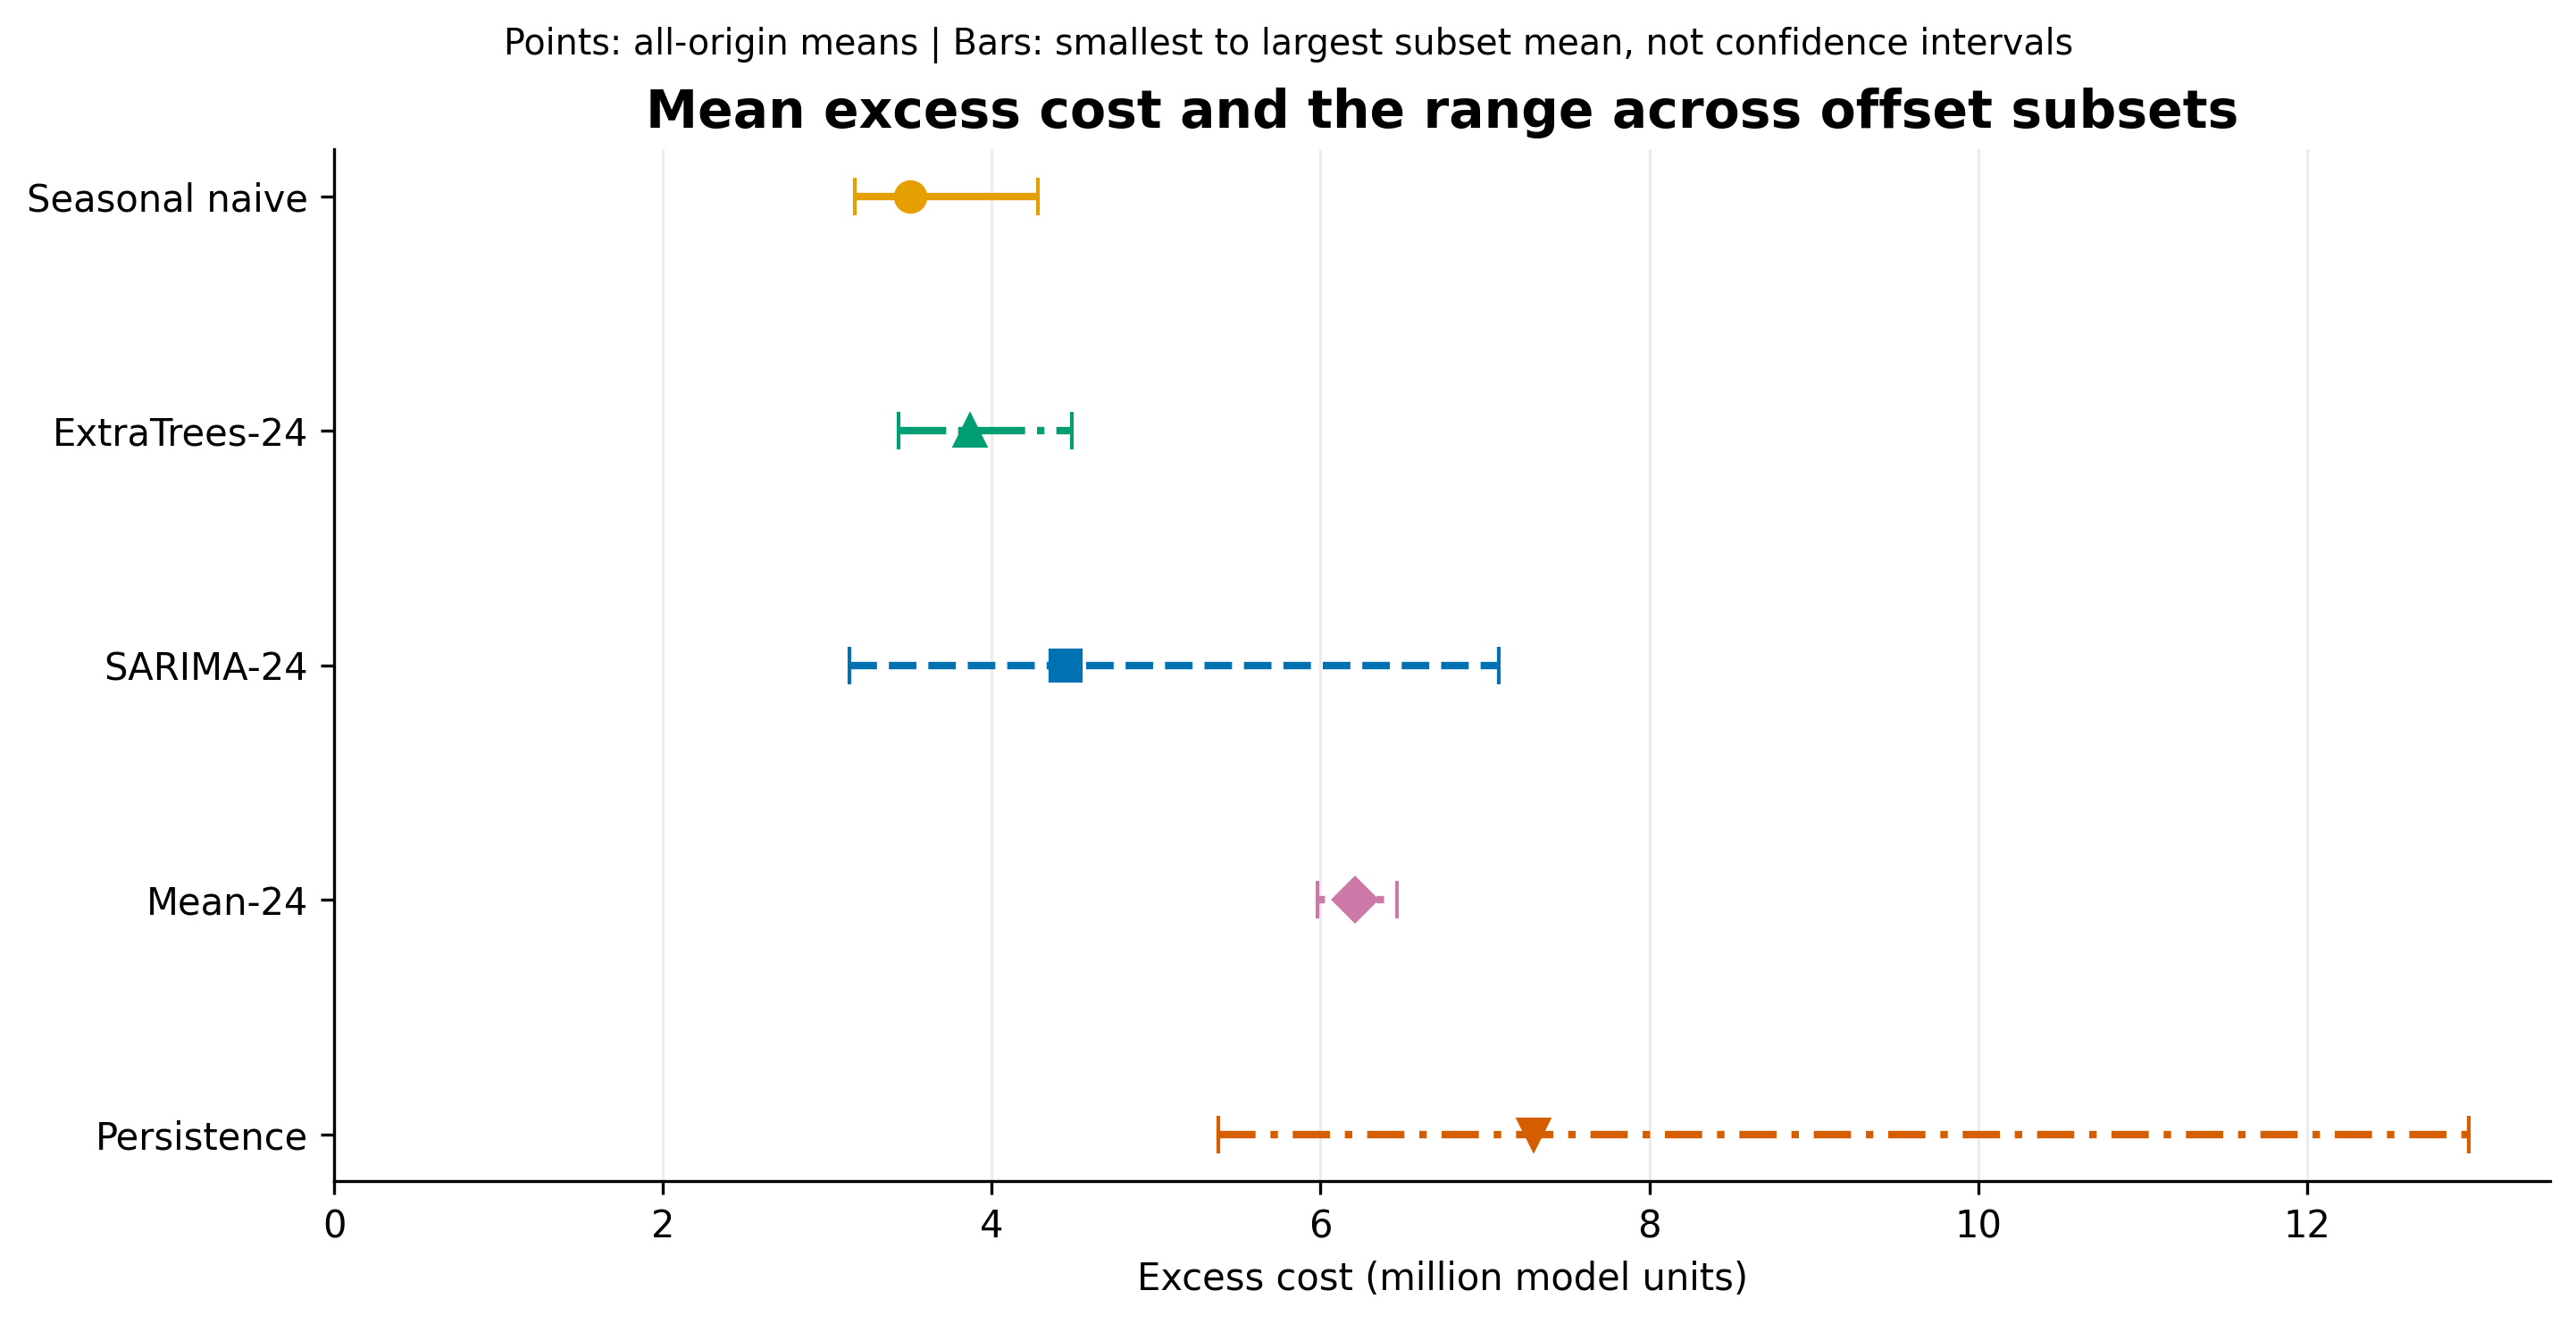 Points: all-origin means | Bars: smallest to largest subset mean, not confidence intervals
Mean excess cost and the range across offset subsets
Seasonal naive
ExtraTrees-24
SARIMA-24
Mean-24
Persistence
0 2 4 6 8 10 12
Excess cost (million model units)